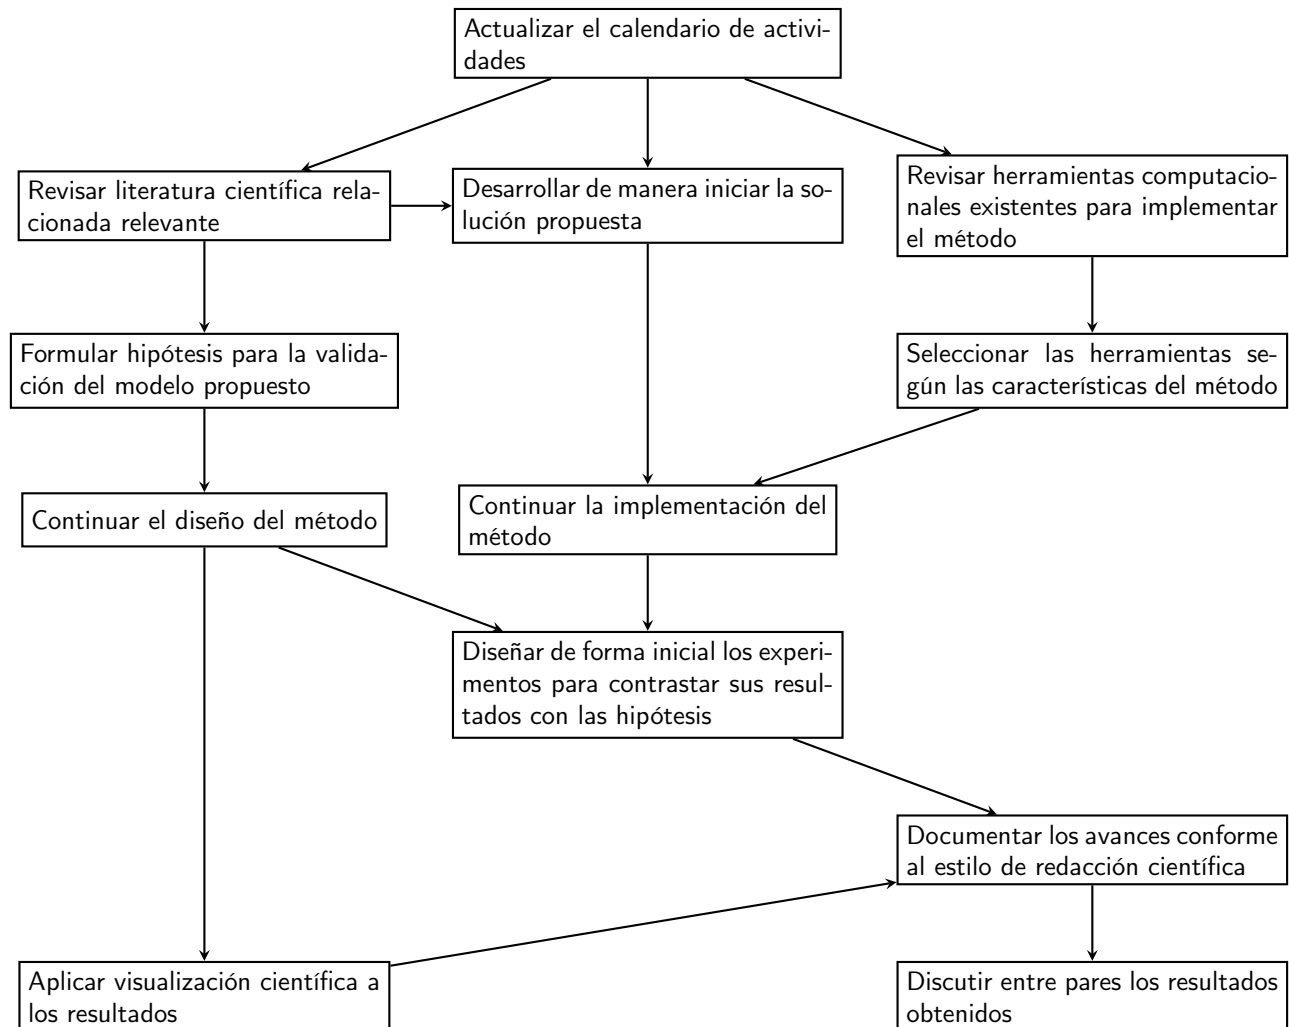 Actualizar el calendario de activi-
dades
Revisar literatura científica rela-
cionada relevante
Desarrollar de manera iniciar la so-
lución propuesta
Revisar herramientas computacio-
nales existentes para implementar
el método
Formular hipótesis para la valida-
ción del modelo propuesto
Seleccionar las herramientas se-
gún las características del método
Continuar el diseño del método
Continuar la implementación del
método
Diseñar de forma inicial los experi-
mentos para contrastar sus resul-
tados con las hipótesis
Documentar los avances conforme
al estilo de redacción científica
Aplicar visualización científica a
los resultados
Discutir entre pares los resultados
obtenidos